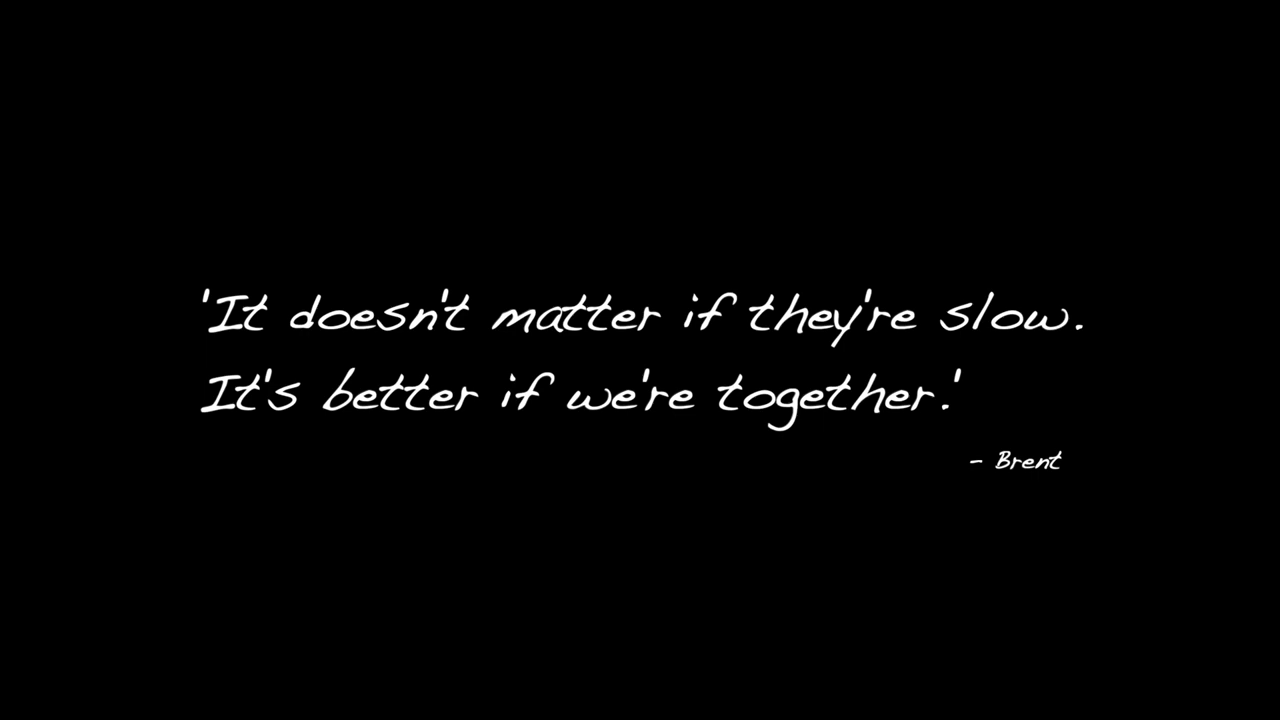 'It doesn't matter if they're slow.
It's better if we're together.'
- Brent